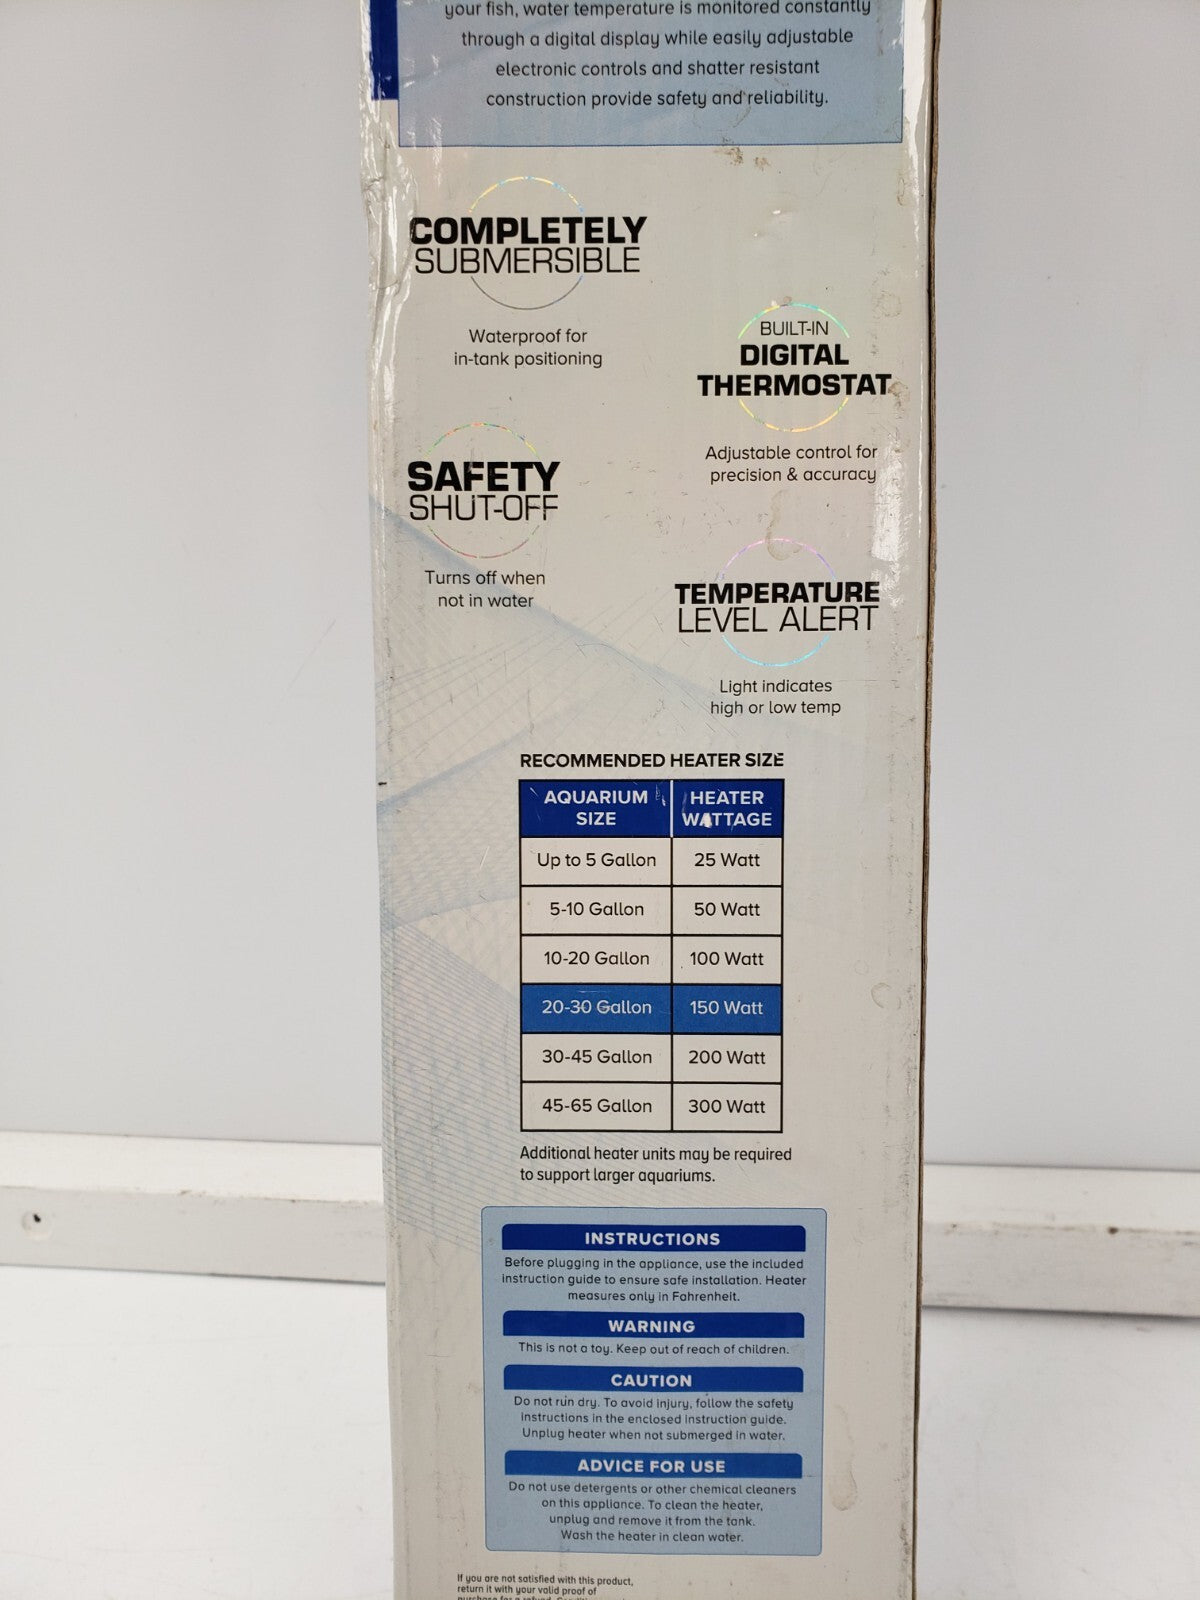 your fish, water temperature is monitored constantly
through a digital display while easily adjustable
electronic controls and shatter resistant
construction provide safety and reliability.
COMPLETELY
SUBMERSIBLE
Waterproof for
in-tank positioning
BUILT-IN
DIGITAL
THERMOSTAT
Adjustable control for
precision & accuracy
SAFETY
SHUT-OFF
Turns off when
not in water
TEMPERATURE
LEVEL ALERT
Light indicates
high or low temp
RECOMMENDED HEATER SIZE
AQUARIUM SIZE HEATER WATTAGE
Up to 5 Gallon 25 Watt
5-10 Gallon 50 Watt
10-20 Gallon 100 Watt
20-30 Gallon 150 Watt
30-45 Gallon 200 Watt
45-65 Gallon 300 Watt
Additional heater units may be required
to support larger aquariums.
INSTRUCTIONS
Before plugging in the appliance, use the included
instruction guide to ensure safe installation. Heater
measures only in Fahrenheit.
WARNING
This is not a toy. Keep out of reach of children.
CAUTION
Do not run dry. To avoid injury, follow the safety
instructions in the enclosed instruction guide.
Unplug heater when not submerged in water.
ADVICE FOR USE
Do not use detergents or other chemical cleaners
on this appliance. To clean the heater,
unplug and remove it from the tank.
Wash the heater in clean water.
If you are not satisfied with this product,
return it with your valid proof of
purchase for a refund.